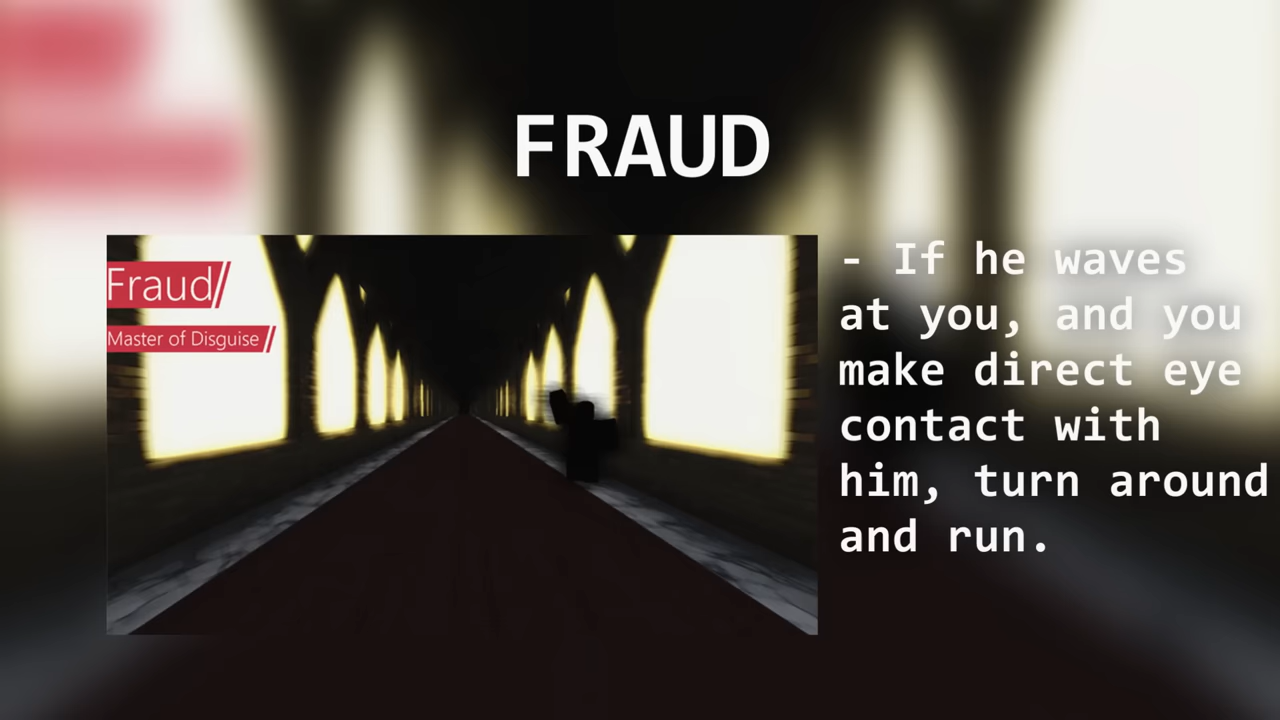 FRAUD
Fraud
Master of Disguise
- If he waves
at you, and you
make direct eye
contact with
him, turn around
and run.